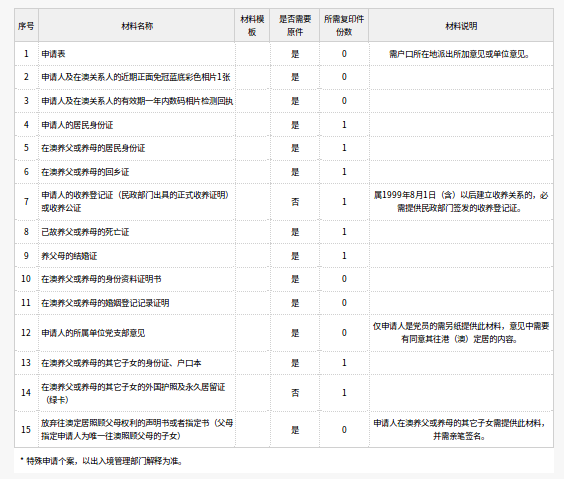 序号 材料名称 材料模板 是否需要原件 所需复印件份数 材料说明
1 申请表 是 0 需户口所在地派出所加意见或单位意见。
2 申请人及在澳关系人的近期正面免冠蓝底彩色相片1张 是 0
3 申请人及在澳关系人的有效期一年内数码相片检测回执 是 0
4 申请人的居民身份证 是 1
5 在澳养父或养母的居民身份证 是 1
6 在澳养父或养母的回乡证 是 1
7 申请人的收养登记证（民政部门出具的正式收养证明）或收养公证 否 1 属1999年8月1日（含）以后建立收养关系的，必需提供民政部门签发的收养登记证。
8 已故养父或养母的死亡证 是 1
9 养父母的结婚证 是 1
10 在澳养父或养母的身份资料证明书 是 0
11 在澳养父或养母的婚姻登记记录证明 是 0
12 申请人的所属单位党支部意见 是 0 仅申请人是党员的需另纸提供此材料，意见中需要有同意其往港（澳）定居的内容。
13 在澳养父或养母的其它子女的身份证、户口本 是 1
14 在澳养父或养母的其它子女的外国护照及永久居留证（绿卡） 否 1
15 放弃往澳定居照顾父母权利的声明书或者指定书（父母指定申请人为唯一往澳照顾父母的子女） 是 0 申请人在澳养父或养母的其它子女需提供此材料，并需亲笔签名。
* 特殊申请个案，以出入境管理部门解释为准。